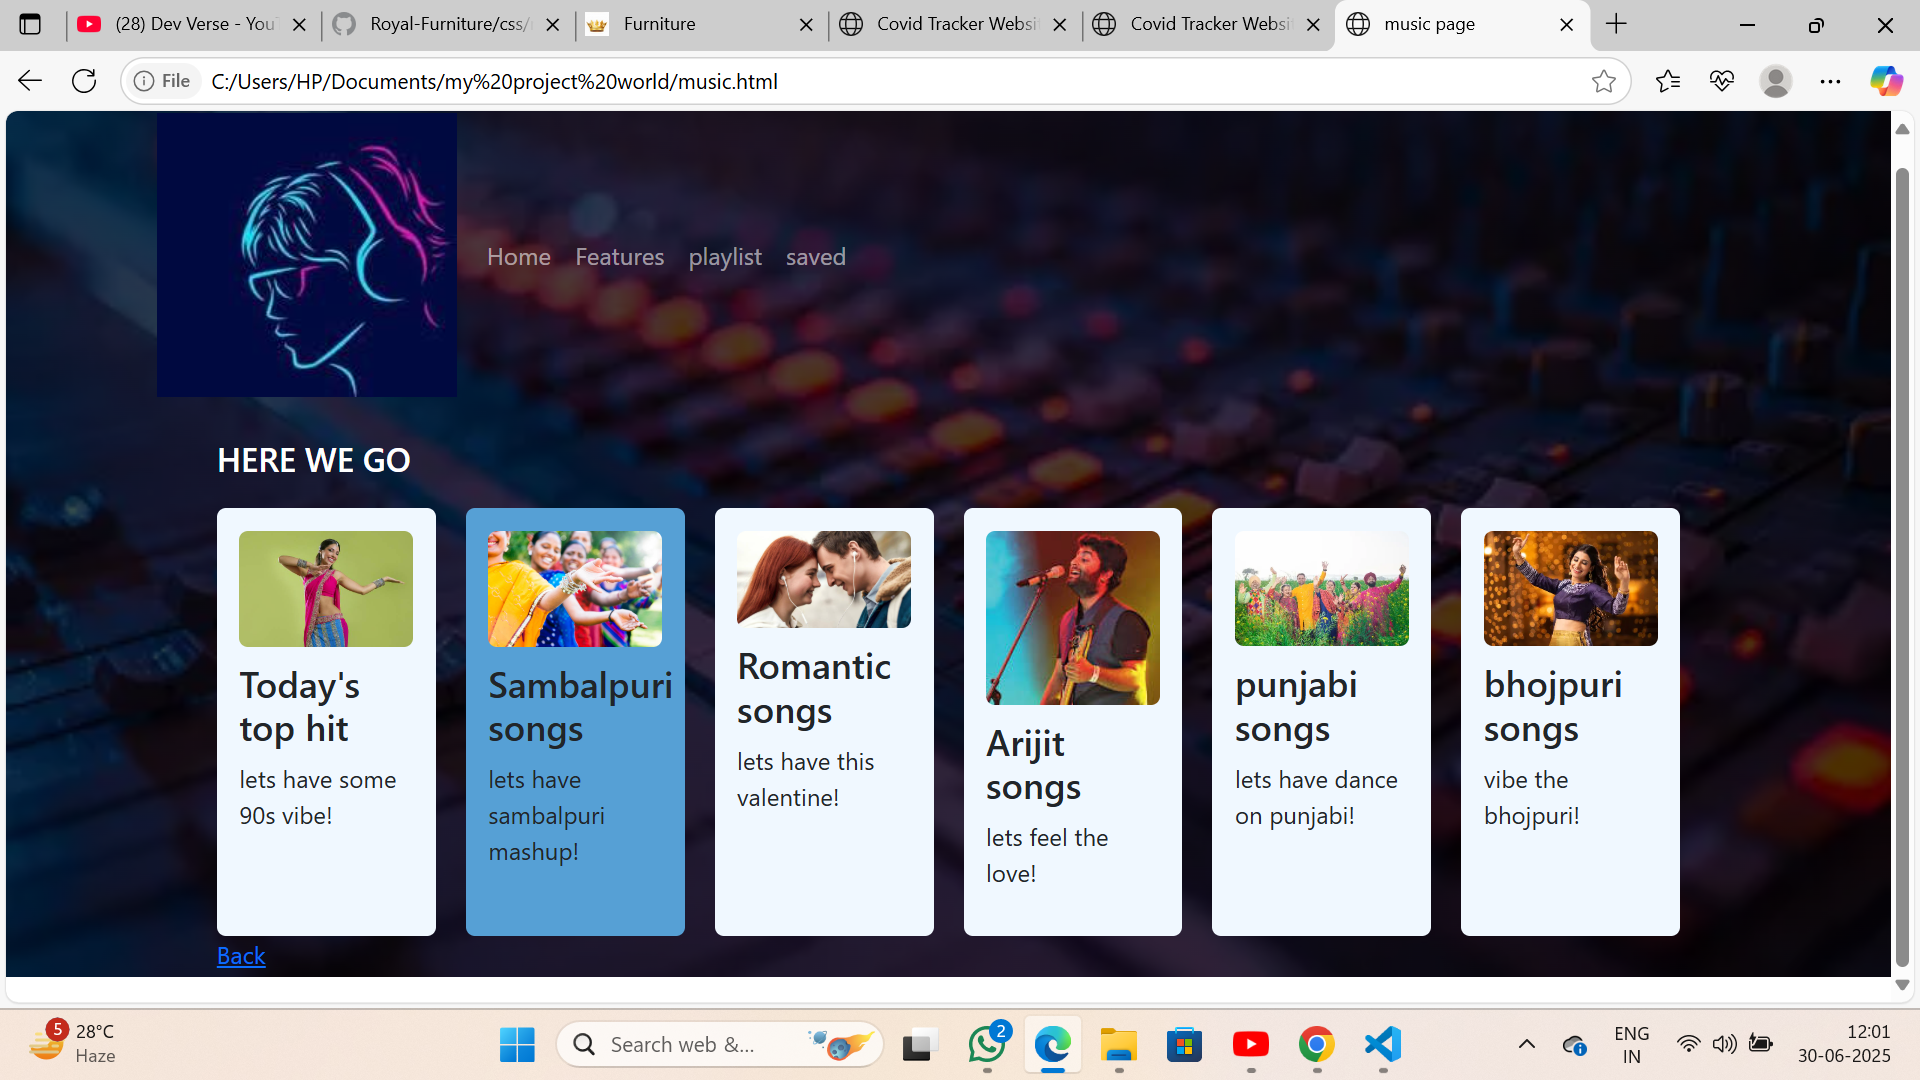 (28) Dev Verse - You
Royal-Furniture/css/
Furniture
Covid Tracker Websi
Covid Tracker Websi
music page
File
C:/Users/HP/Documents/my%20project%20world/music.html
Home
Features
playlist
saved
HERE WE GO
Today's
top hit
lets have some
90s vibe!
Sambalpuri
songs
lets have
sambalpuri
mashup!
Romantic
songs
lets have this
valentine!
Arijit
songs
lets feel the
love!
punjabi
songs
lets have dance
on punjabi!
bhojpuri
songs
vibe the
bhojpuri!
Back
5
28°C
Haze
Search web &...
2
ENG
IN
12:01
30-06-2025